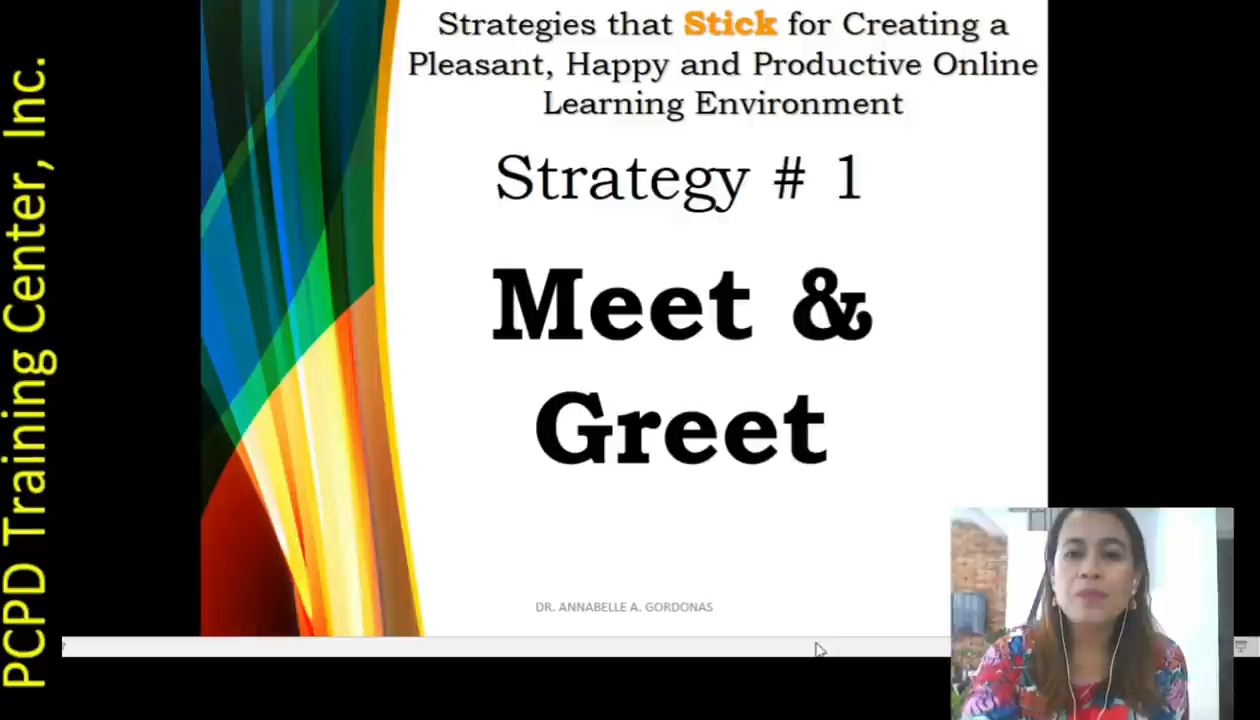 PCPD Training Center, Inc.
Strategies that Stick for Creating a
Pleasant, Happy and Productive Online
Learning Environment
Strategy # 1
Meet &
Greet
DR. ANNABELLE A. GORDONAS